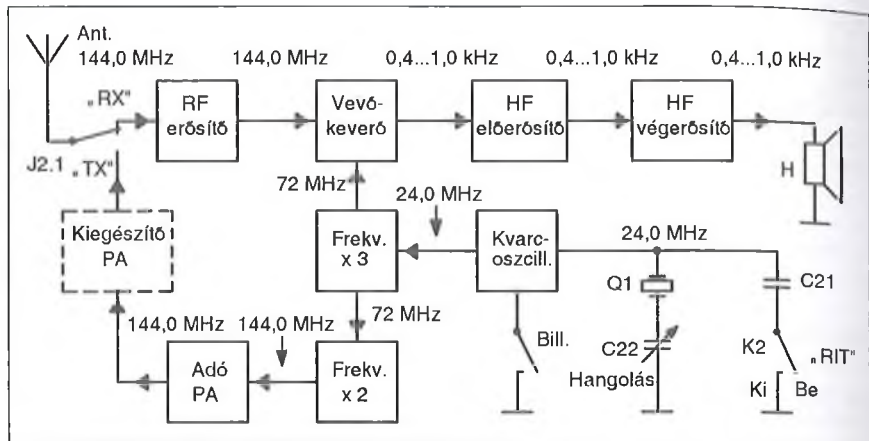 Ant.
144,0 MHz
144,0 MHz
0,4...1,0 kHz
0,4...1,0 kHz
0,4...1,0 kHz
„RX"
RF
erősítő
Vevő-
keverő
HF
előerősítő
HF
végerősítő
J2.1
„TX"
H
72 MHz
24,0 MHz
Kiegészítő
PA
Frekv.
x 3
Kvarc-
oszcill.
24,0 MHz
Q1
C21
144,0 MHz
144,0 MHz
72 MHz
Adó
PA
Frekv.
x 2
Bill.
C22
Hangolás
K2
„RIT"
Ki
Be